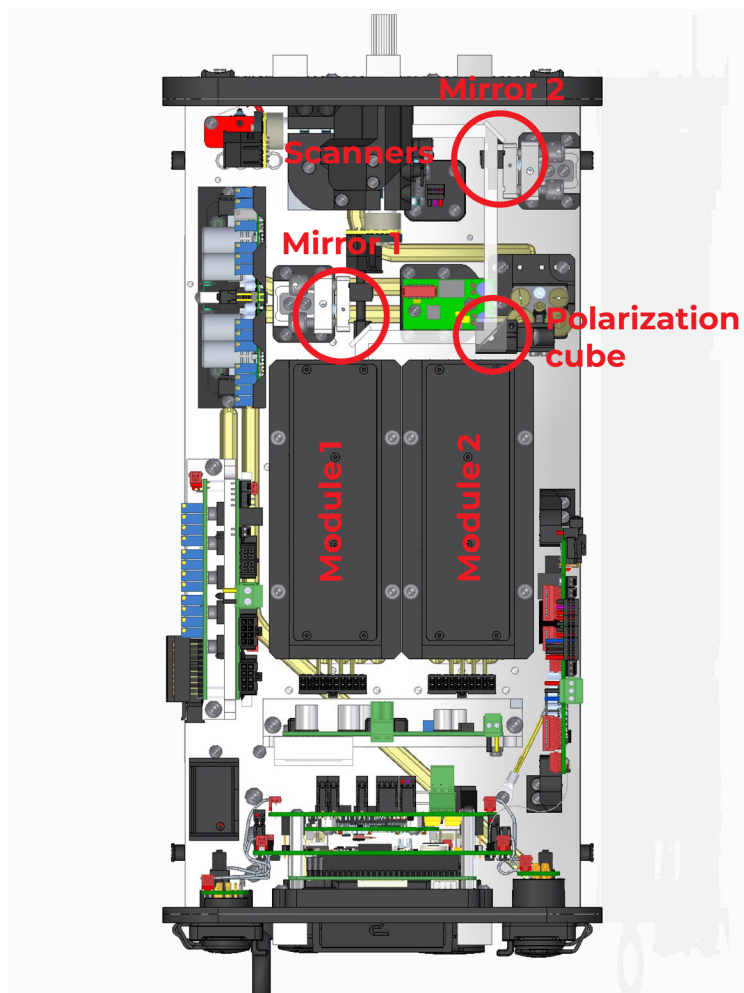 Mirror 2
Scanners
Mirror 1
Polarization
cube
Module1
Module2